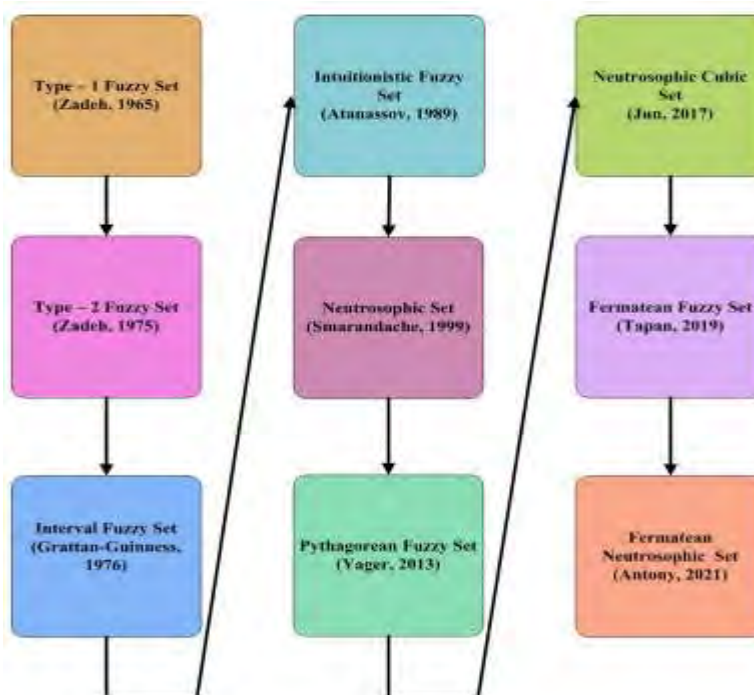 Type – 1 Fuzzy Set
(Zadeh, 1965)
Type – 2 Fuzzy Set
(Zadeh, 1975)
Interval Fuzzy Set
(Grattan-Guinness,
1976)
Intuitionistic Fuzzy
Set
(Atanassov, 1989)
Neutrosophic Set
(Smarandache, 1999)
Pythagorean Fuzzy Set
(Yager, 2013)
Neutrosophic Cubic
Set
(Jun, 2017)
Fermatean Fuzzy Set
(Tapan, 2019)
Fermatean
Neutrosophic Set
(Antony, 2021)